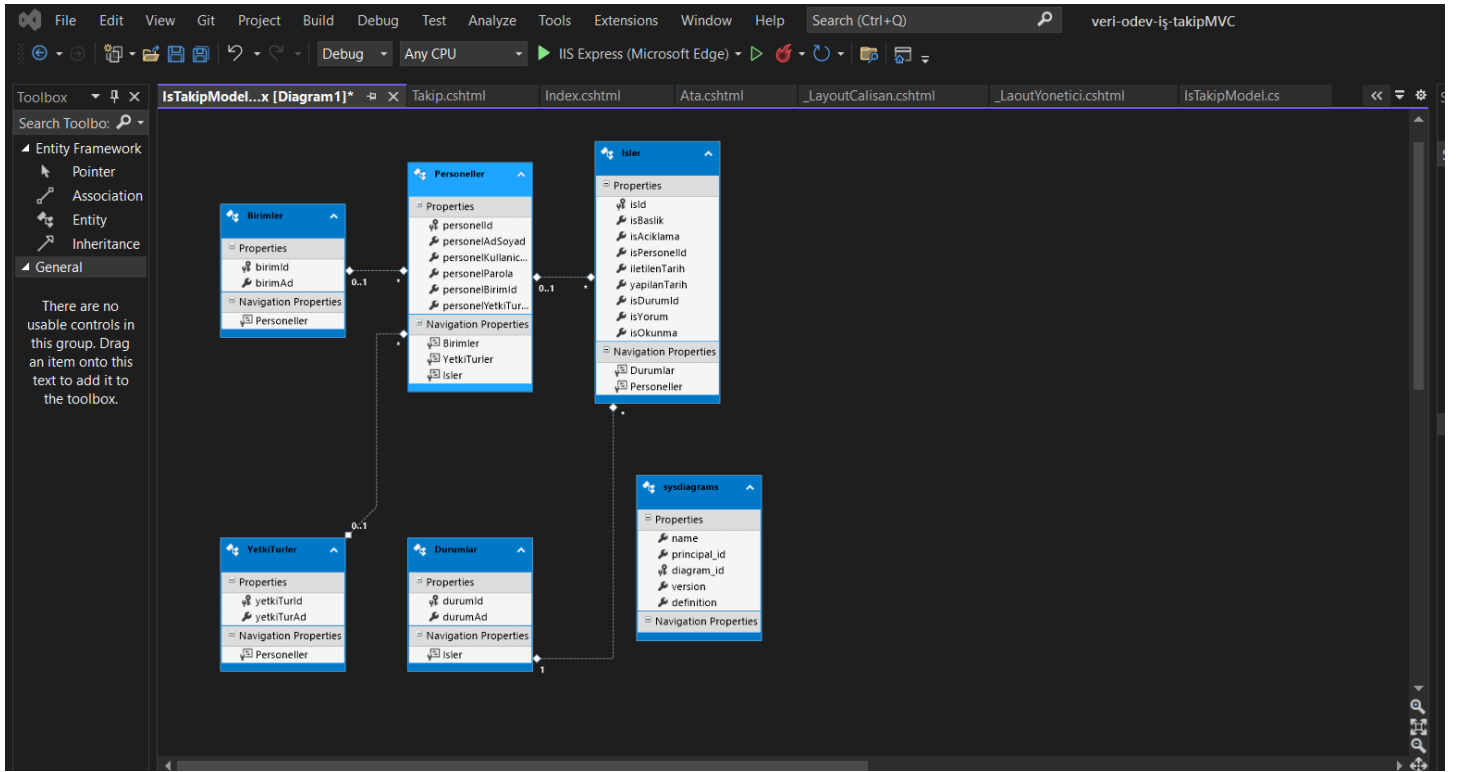 File Edit View Git Project Build Debug Test Analyze Tools Extensions Window Help Search (Ctrl+Q) veri-odev-iş-takipMVC
Debug Any CPU IIS Express (Microsoft Edge)
Toolbox
Search Toolbo:
Entity Framework
Pointer
Association
Entity
Inheritance
General
There are no
usable controls in
this group. Drag
an item onto this
text to add it to
the toolbox.
IsTakipModel...x [Diagram1]* Takip.cshtml Index.cshtml Ata.cshtml _LayoutCalisan.cshtml _LaoutYonetici.cshtml IsTakipModel.cs
Birimler
Properties
birimId
birimAd
Navigation Properties
Personeller
0..1
*
Personeller
Properties
personelId
personelAdSoyad
personelKullanic...
personelParola
personelBirimId
personelYetkiTur...
Navigation Properties
Birimler
YetkiTurler
Isler
0..1
*
*
Isler
Properties
isId
isBaslik
isAciklama
isPersonelId
iletilenTarih
yapilanTarih
isDurumId
isYorum
isOkunma
Navigation Properties
Durumlar
Personeller
*
0..1
YetkiTurler
Properties
yetkiTurId
yetkiTurAd
Navigation Properties
Personeller
Durumlar
Properties
durumId
durumAd
Navigation Properties
Isler
1
sysdiagrams
Properties
name
principal_id
diagram_id
version
definition
Navigation Properties